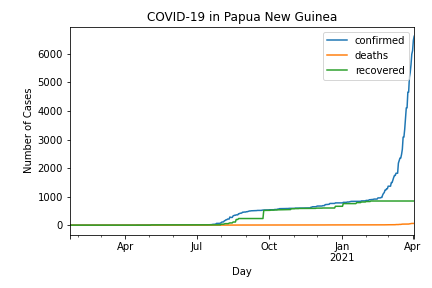 COVID-19 in Papua New Guinea
confirmed
deaths
recovered
Number of Cases
6000
5000
4000
3000
2000
1000
0
Apr
Jul
Oct
Jan
2021
Apr
Day